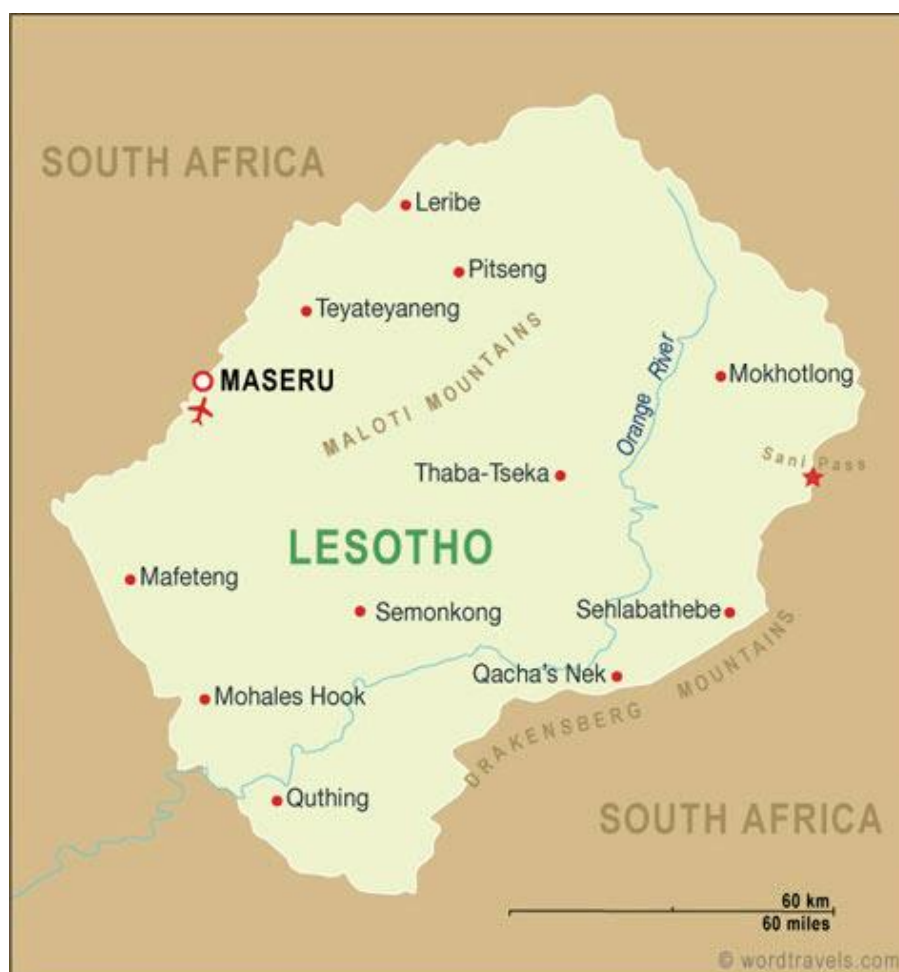 SOUTH AFRICA
Leribe
Pitseng
Teyateyaneng
MALOTI MOUNTAINS
Orange River
MASERU
Mokhotlong
Sani Pass
Thaba-Tseka
LESOTHO
Mafeteng
Semonkong
Sehlabathebe
Qacha's Nek
DRAKENSBERG MOUNTAINS
Mohales Hook
Quthing
SOUTH AFRICA
60 km
60 miles
© wordtravels.com